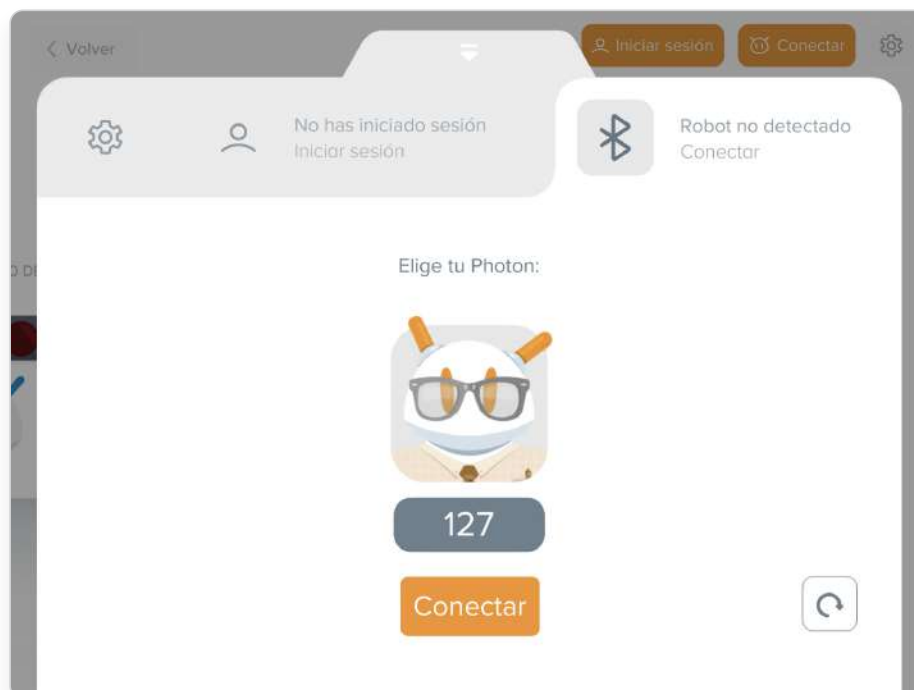 Volver
Iniciar sesión
Conectar
No has iniciado sesión
Iniciar sesión
Robot no detectado
Conectar
Elige tu Photon:
127
Conectar